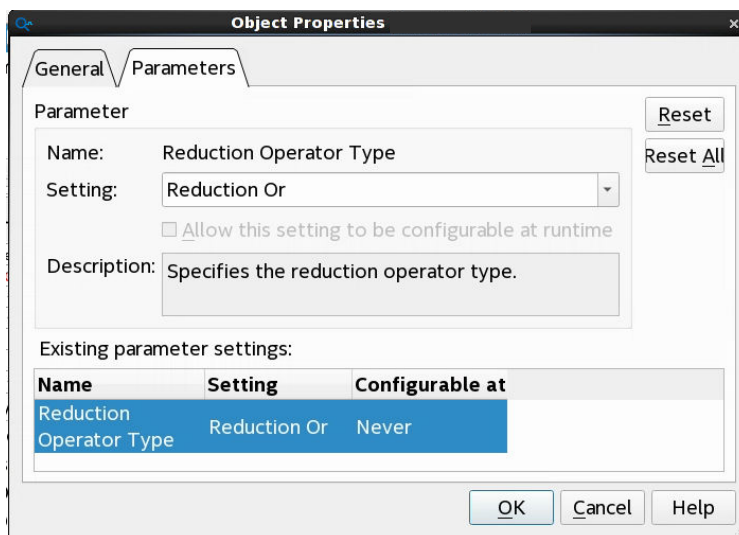 Object Properties
General Parameters
Parameter
Reset
Name: Reduction Operator Type
Reset All
Setting: Reduction Or
Allow this setting to be configurable at runtime
Description: Specifies the reduction operator type.
Existing parameter settings:
Name Setting Configurable at
Reduction
Operator Type Reduction Or Never
OK Cancel Help